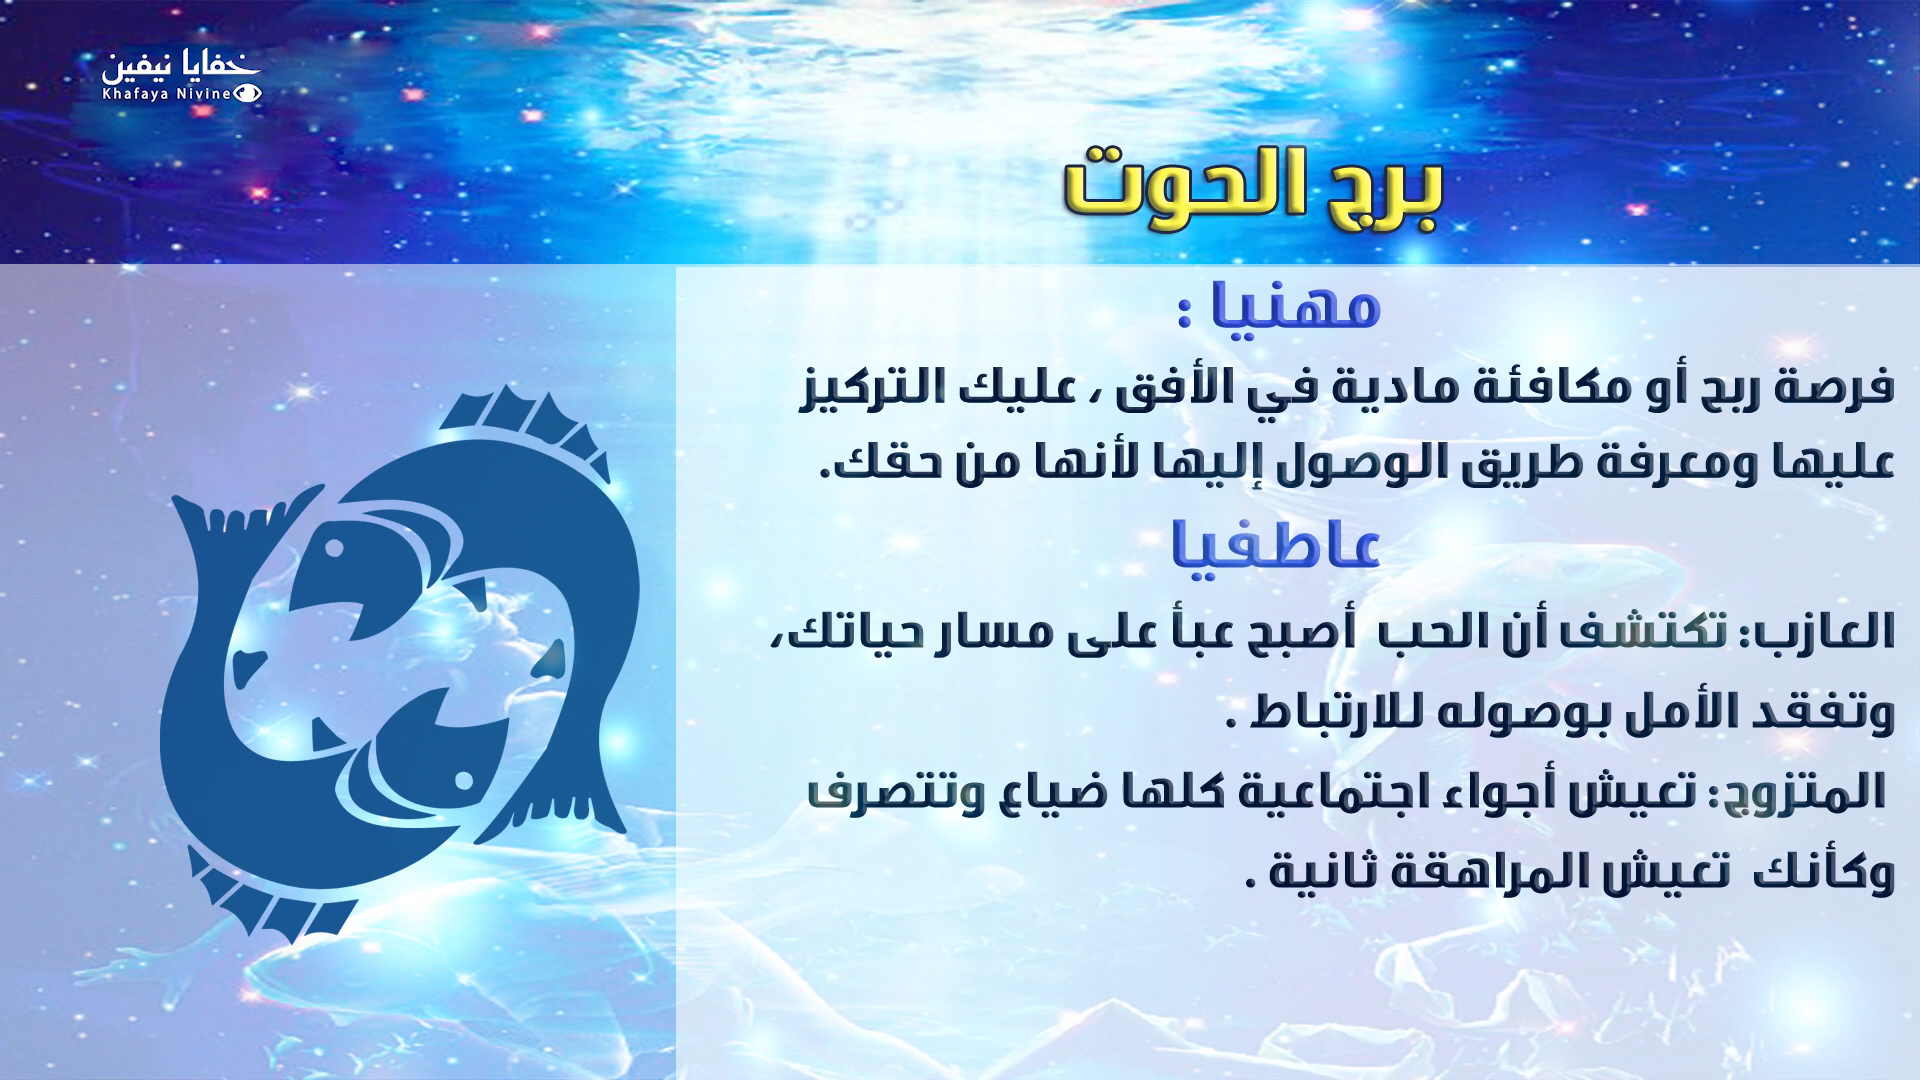 خفايا نيفين
Khafaya Nivine
برج الحوت
مهنيا :
فرصة ربح أو مكافئة مادية في الأفق ، عليك التركيز
عليها ومعرفة طريق الوصول إليها لأنها من حقك.
عاطفيا
العازب: تكتشف أن الحب أصبح عبأ على مسار حياتك،
وتفقد الأمل بوصوله للارتباط .
المتزوج: تعيش أجواء اجتماعية كلها ضياع وتتصرف
وكأنك تعيش المراهقة ثانية .